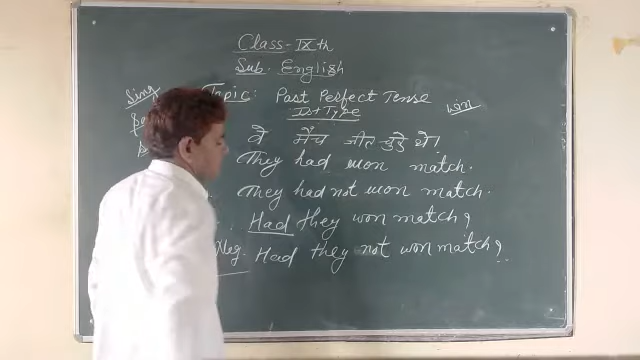 Class-IXth
Sub. English
Sing
Topic: Past Perfect Tense
Ist Type
win
वे मैच जीत चुके थे।
They had won match.
They had not won match.
Had they won match?
Neg. Had they not won match?